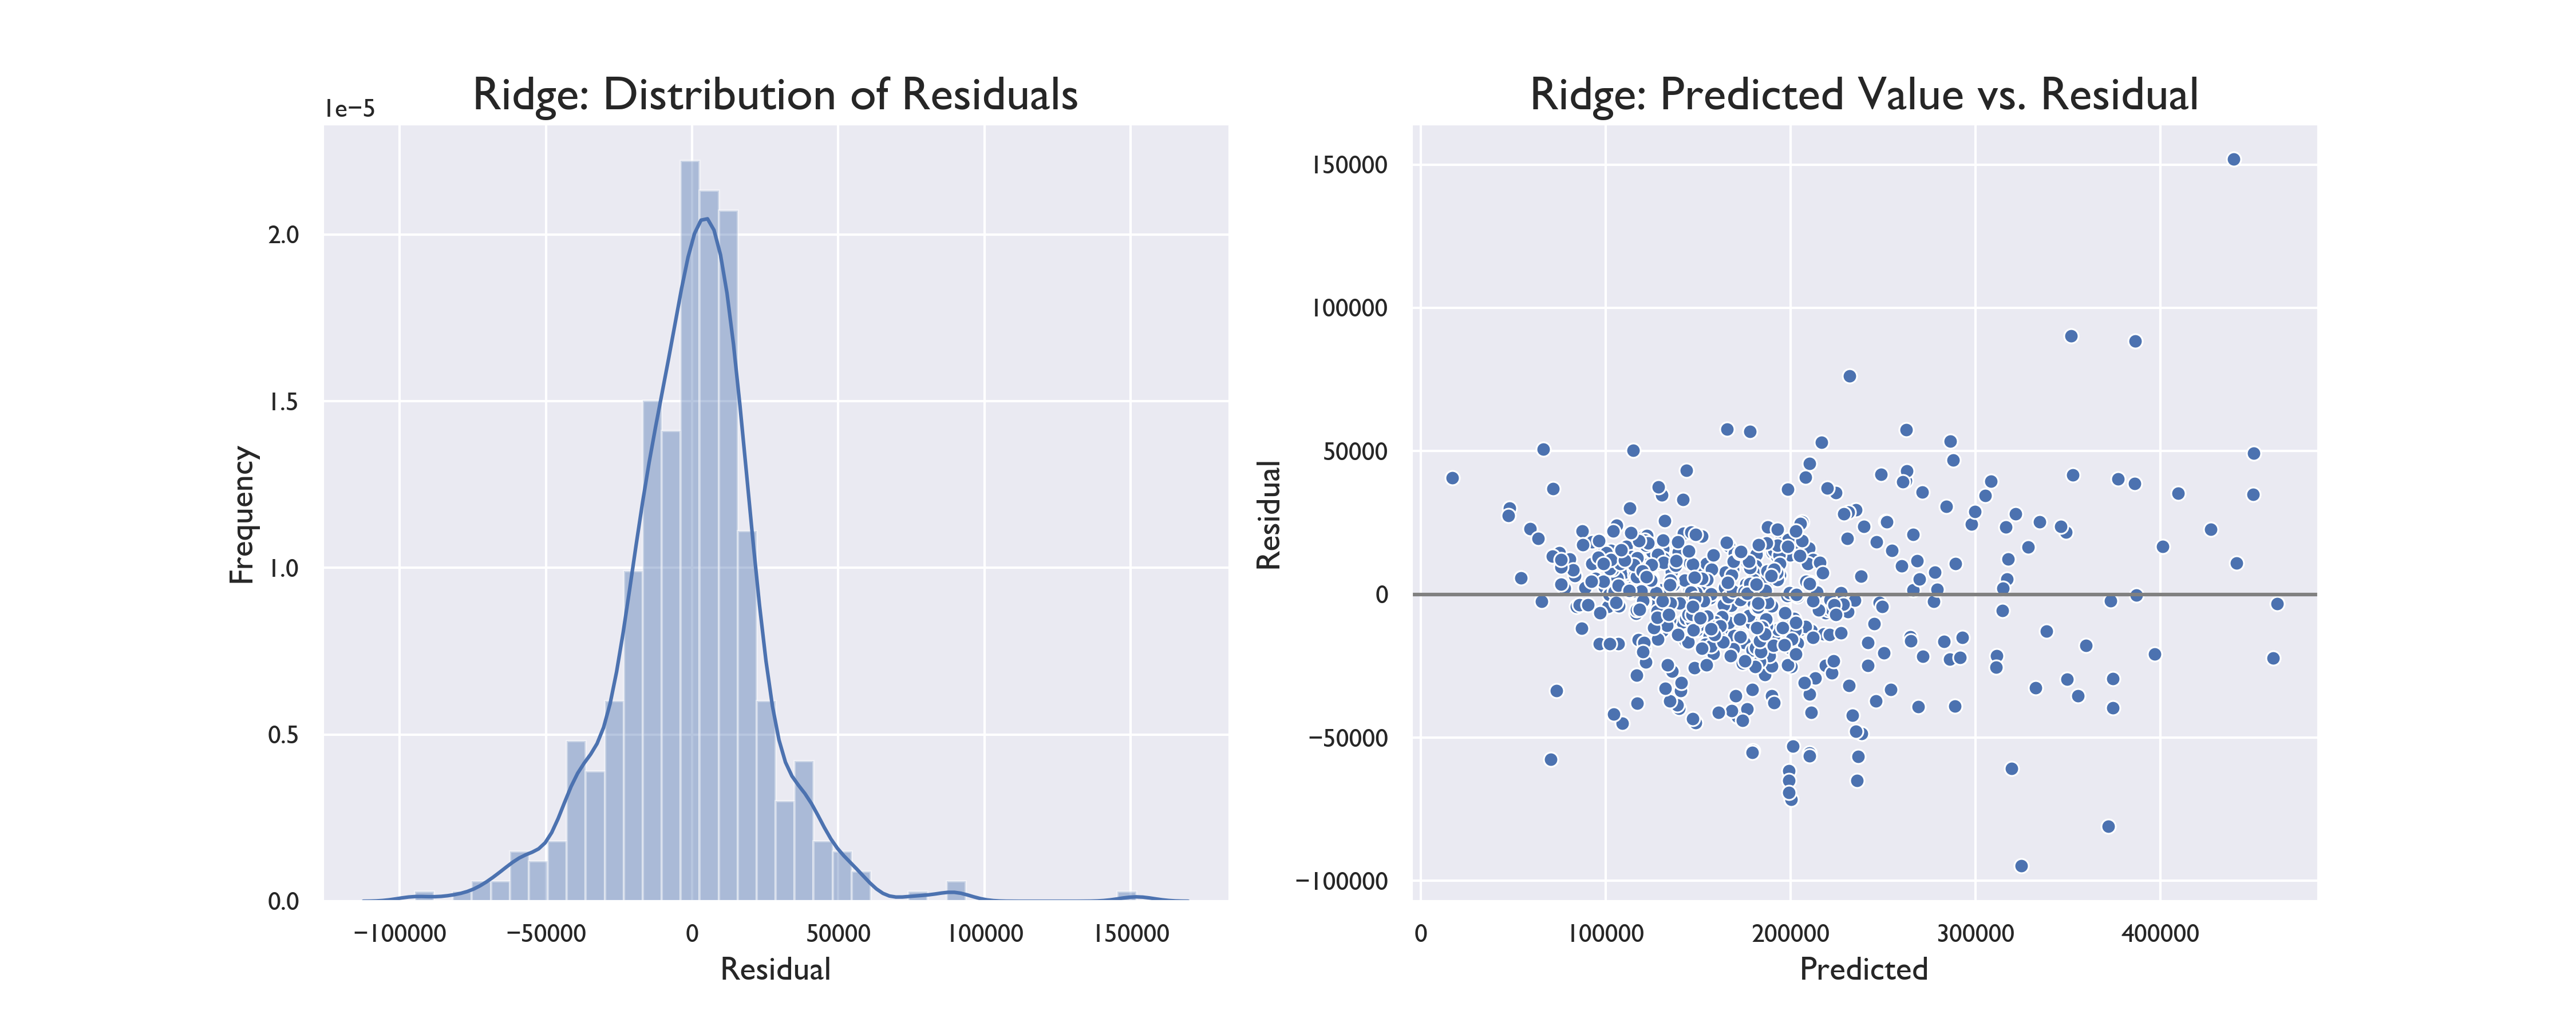 Ridge: Distribution of Residuals
1e−5
2.0
1.5
1.0
0.5
0.0
Frequency
−100000 −50000 0 50000 100000 150000
Residual
Ridge: Predicted Value vs. Residual
150000
100000
50000
0
−50000
−100000
Residual
0 100000 200000 300000 400000
Predicted